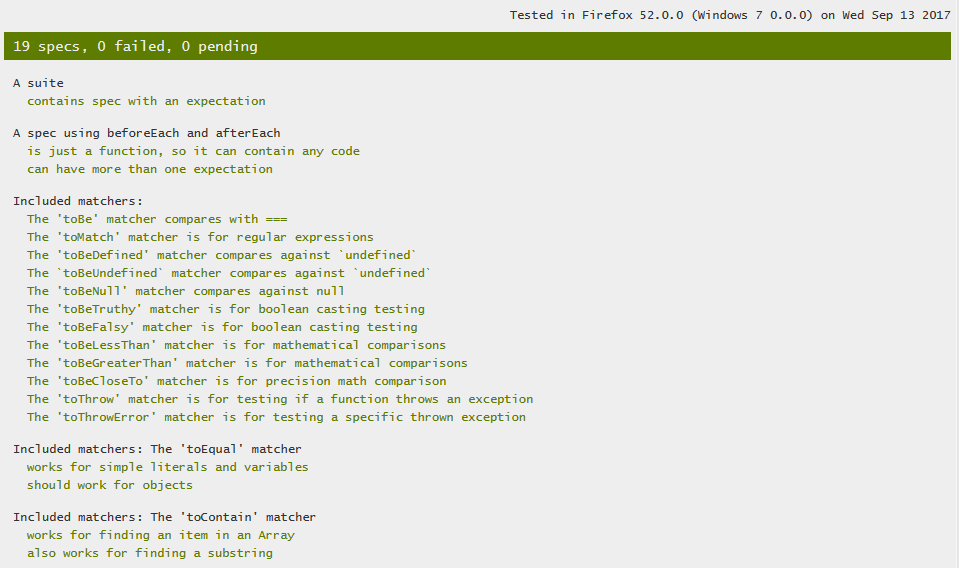 Tested in Firefox 52.0.0 (Windows 7 0.0.0) on Wed Sep 13 2017
19 specs, 0 failed, 0 pending
A suite
contains spec with an expectation
A spec using beforeEach and afterEach
is just a function, so it can contain any code
can have more than one expectation
Included matchers:
The 'toBe' matcher compares with ===
The 'toMatch' matcher is for regular expressions
The 'toBeDefined' matcher compares against `undefined`
The `toBeUndefined` matcher compares against `undefined`
The 'toBeNull' matcher compares against null
The 'toBeTruthy' matcher is for boolean casting testing
The 'toBeFalsy' matcher is for boolean casting testing
The 'toBeLessThan' matcher is for mathematical comparisons
The 'toBeGreaterThan' matcher is for mathematical comparisons
The 'toBeCloseTo' matcher is for precision math comparison
The 'toThrow' matcher is for testing if a function throws an exception
The 'toThrowError' matcher is for testing a specific thrown exception
Included matchers: The 'toEqual' matcher
works for simple literals and variables
should work for objects
Included matchers: The 'toContain' matcher
works for finding an item in an Array
also works for finding a substring